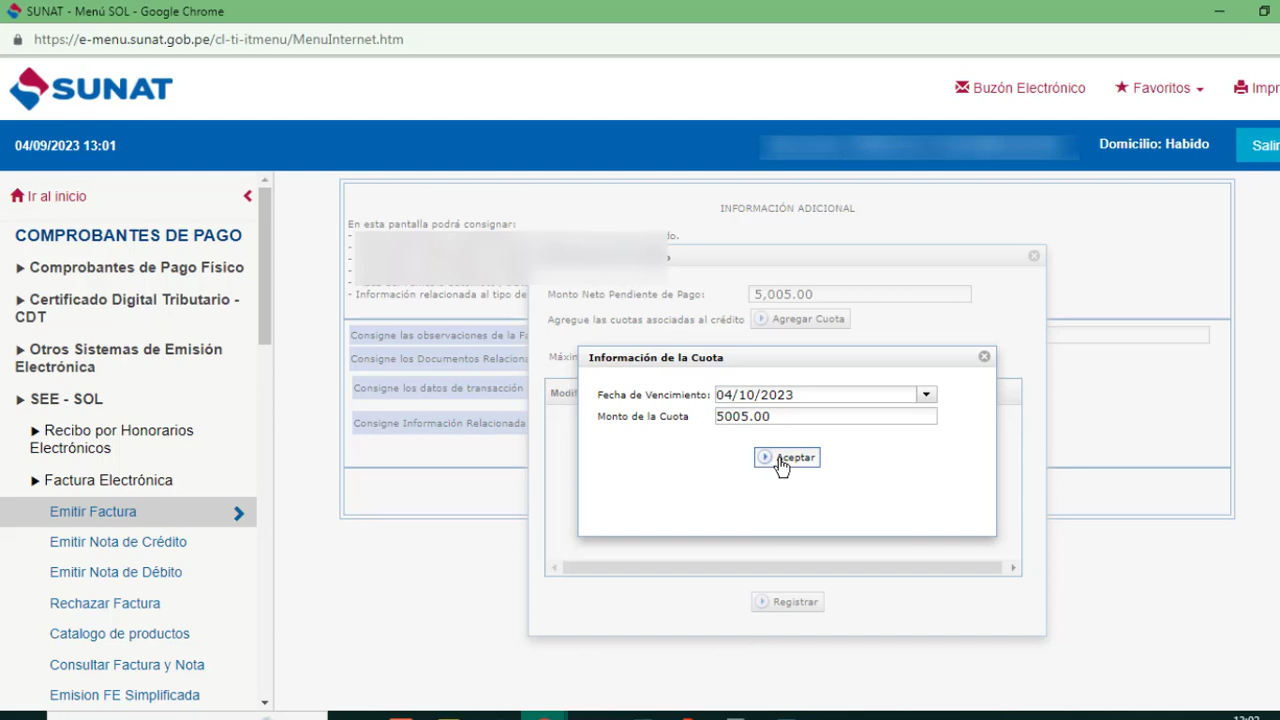 SUNAT - Menú SOL - Google Chrome
https://e-menu.sunat.gob.pe/cl-ti-itmenu/MenuInternet.htm
SUNAT
Buzón Electrónico
Favoritos
04/09/2023 13:01
Domicilio: Habido
Ir al inicio
COMPROBANTES DE PAGO
Comprobantes de Pago Físico
Certificado Digital Tributario -
CDT
Otros Sistemas de Emisión
Electrónica
SEE - SOL
Recibo por Honorarios
Electrónicos
Factura Electrónica
Emitir Factura
Emitir Nota de Crédito
Emitir Nota de Débito
Rechazar Factura
Catalogo de productos
Consultar Factura y Nota
Emision FE Simplificada
INFORMACIÓN ADICIONAL
En esta pantalla podrá consignar:
- Información relacionada al tipo de
Consigne las observaciones de la
Consigne los Documentos
Consigne los datos de transacción
Consigne Información Relacionada
Monto Neto Pendiente de Pago: 5,005.00
Agregue las cuotas asociadas al crédito Agregar Cuota
Información de la Cuota
Fecha de Vencimiento: 04/10/2023
Monto de la Cuota 5005.00
Aceptar
Registrar